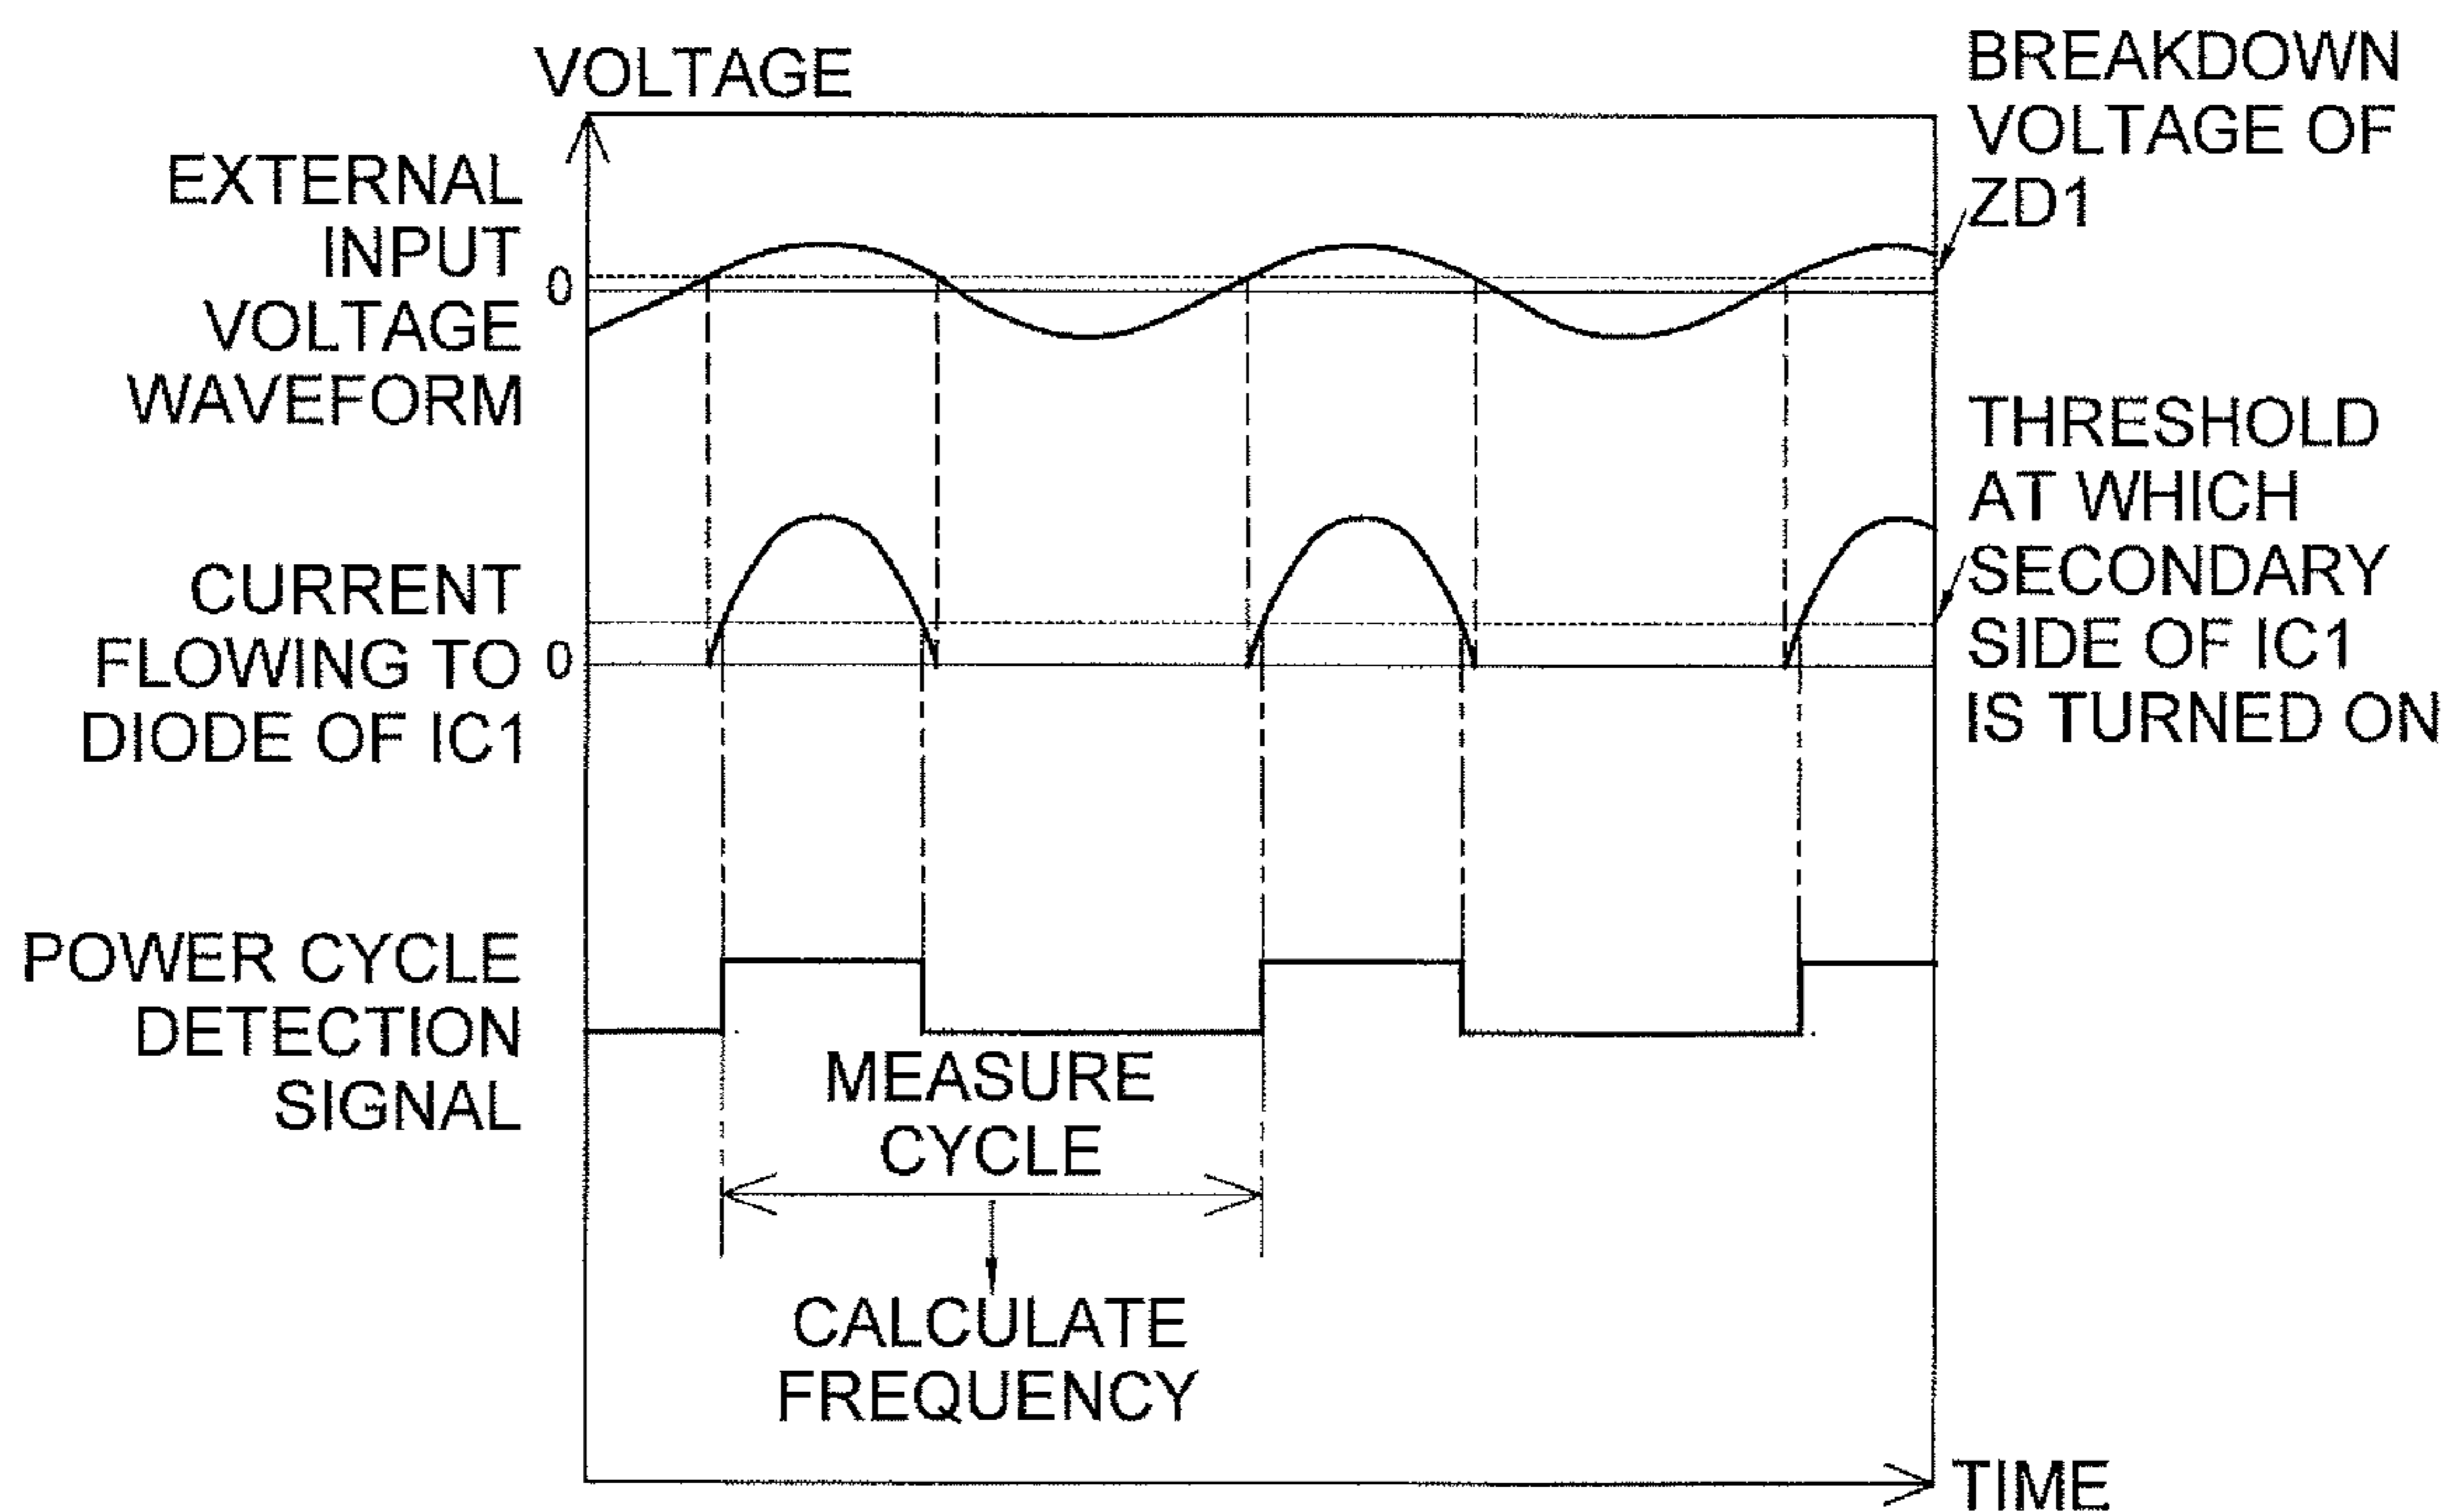 VOLTAGE
BREAKDOWN
VOLTAGE OF
ZD1
EXTERNAL
INPUT
VOLTAGE
WAVEFORM
0
THRESHOLD
AT WHICH
SECONDARY
SIDE OF IC1
IS TURNED ON
CURRENT
FLOWING TO
DIODE OF IC1
0
POWER CYCLE
DETECTION
SIGNAL
MEASURE
CYCLE
CALCULATE
FREQUENCY
TIME